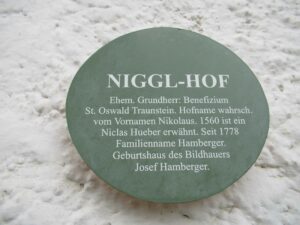 NIGGL-HOF
Ehem. Grundherr: Benefizium
St. Oswald Traunstein. Hofname wahrsch.
vom Vornamen Nikolaus. 1560 ist ein
Niclas Hueber erwähnt. Seit 1778
Familienname Hamberger.
Geburtshaus des Bildhauers
Josef Hamberger.